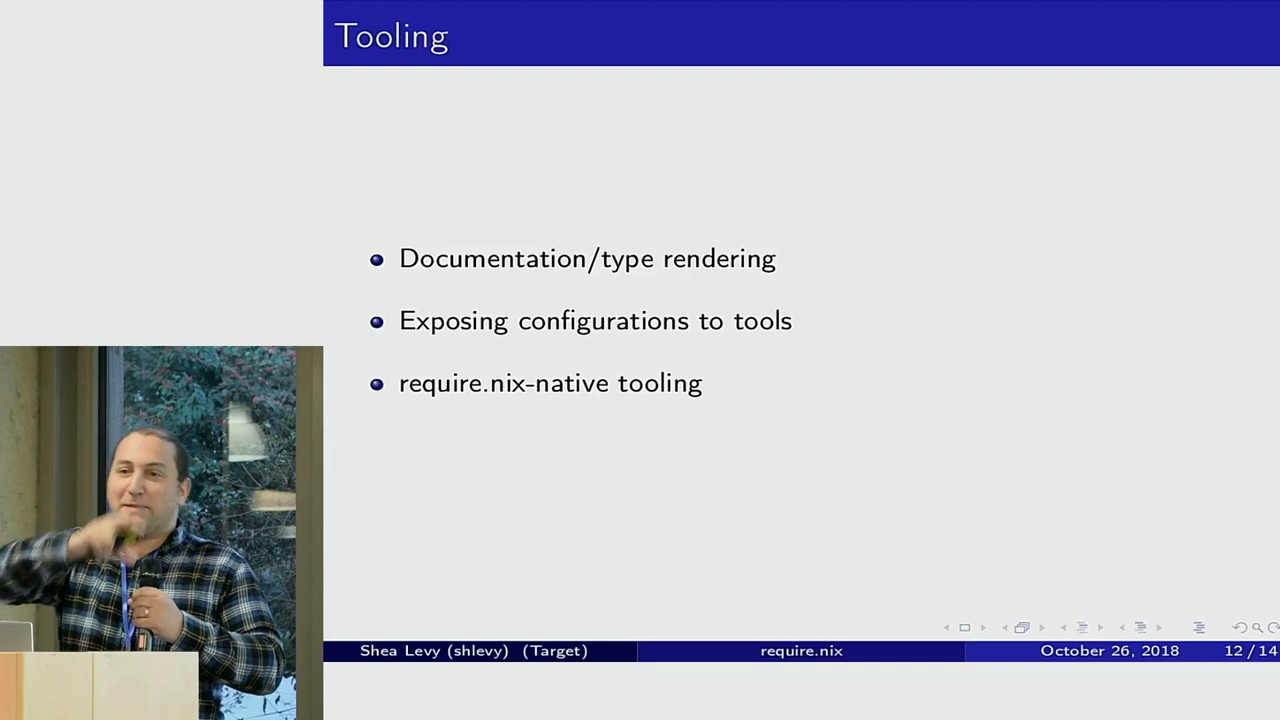 Tooling
Documentation/type rendering
Exposing configurations to tools
require.nix-native tooling
Shea Levy (shlevy) (Target) require.nix October 26, 2018 12 / 14